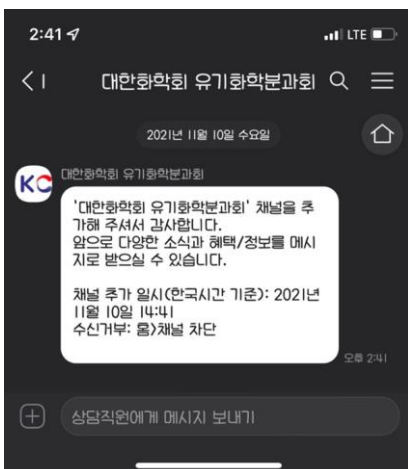 2:41
LTE
< 1
대한화학회 유기화학분과회
2021년 11월 10일 수요일
KC
대한화학회 유기화학분과회
'대한화학회 유기화학분과회' 채널을 추
가해 주셔서 감사합니다.
앞으로 다양한 소식과 혜택/정보를 메시
지로 받으실 수 있습니다.
채널 추가 일시(한국시간 기준): 2021년
11월 10일 14:41
수신거부: 홈>채널 차단
오후 2:41
상담직원에게 메시지 보내기